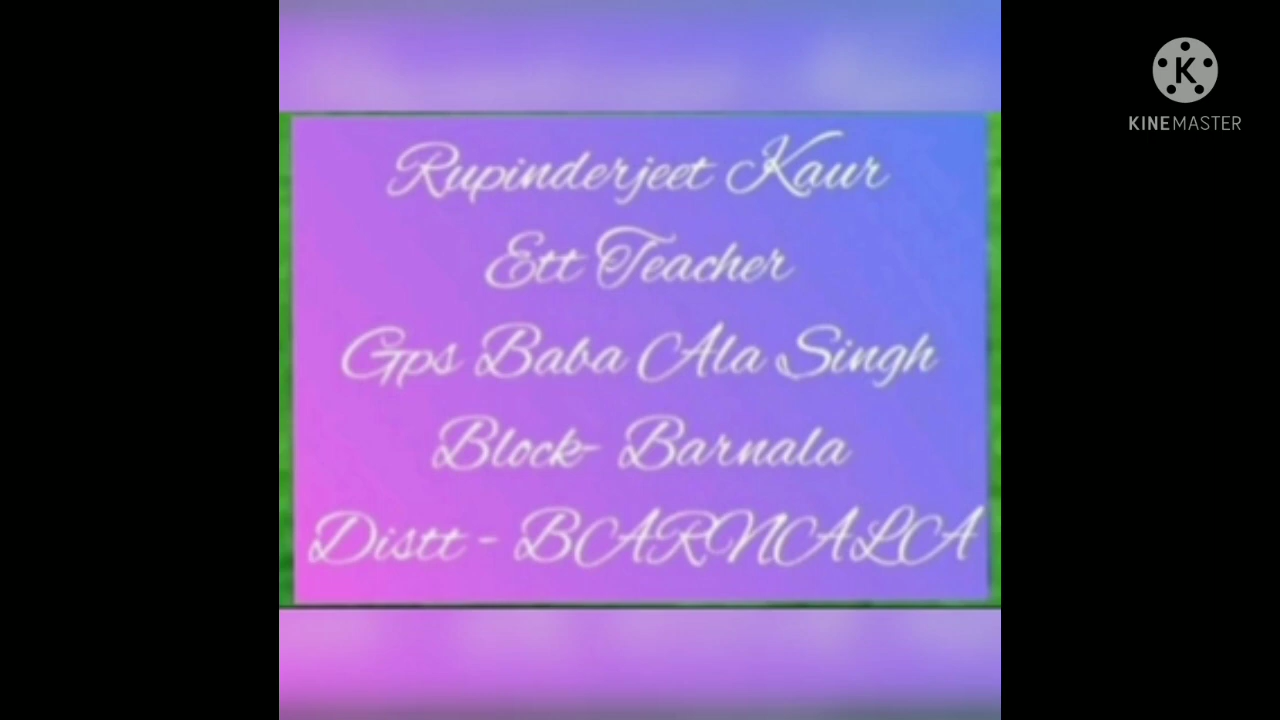 Rupinderjeet Kaur
Ett Teacher
Gps Baba Ala Singh
Block- Barnala
Distt - BARNALA
K
KINEMASTER